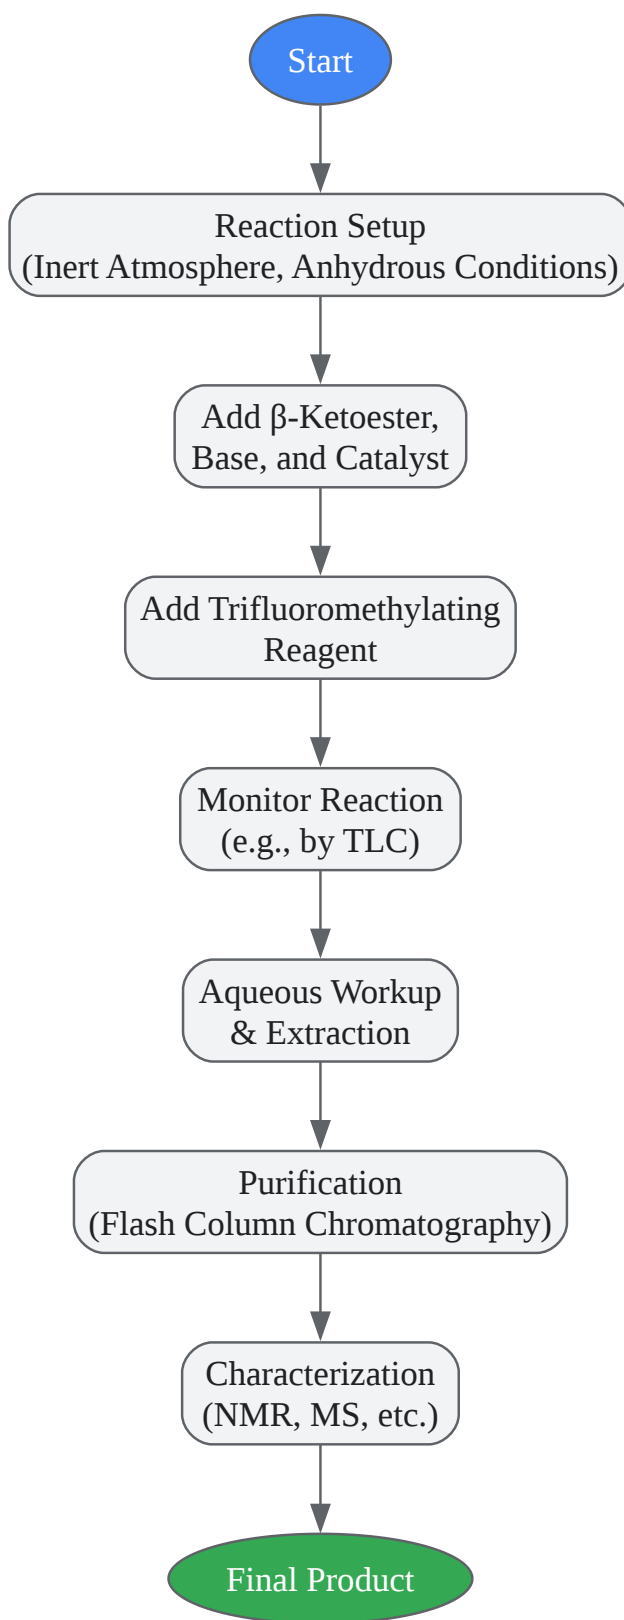 Start
Reaction Setup
(Inert Atmosphere, Anhydrous Conditions)
Add β-Ketoester,
Base, and Catalyst
Add Trifluoromethylating
Reagent
Monitor Reaction
(e.g., by TLC)
Aqueous Workup
& Extraction
Purification
(Flash Column Chromatography)
Characterization
(NMR, MS, etc.)
Final Product